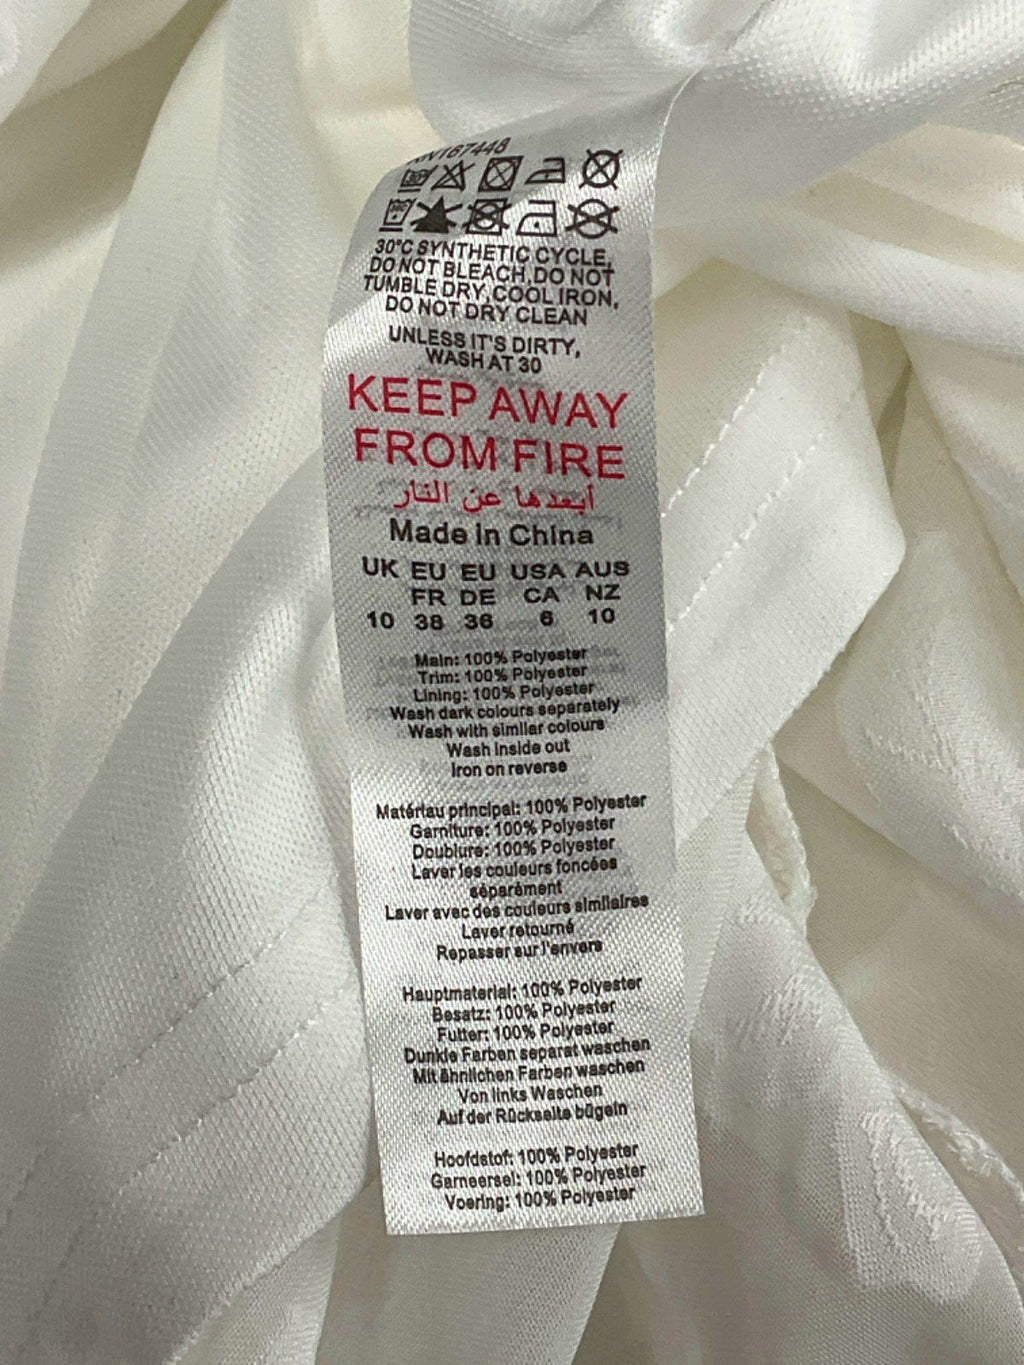 RN167448
30°C SYNTHETIC CYCLE,
DO NOT BLEACH,DO NOT
TUMBLE DRY,COOL IRON,
DO NOT DRY CLEAN
UNLESS IT'S DIRTY,
WASH AT 30
KEEP AWAY
FROM FIRE
أبعدها عن النار
Made in China
UK EU EU USA AUS
FR DE CA NZ
10 38 36 6 10
Main: 100% Polyester
Trim: 100% Polyester
Lining: 100% Polyester
Wash dark colours separately
Wash with similar colours
Wash inside out
Iron on reverse
Matériau principal: 100% Polyester
Garniture: 100% Polyester
Doublure: 100% Polyester
Laver les couleurs foncées
séparément
Laver avec des couleurs similaires
Laver retourné
Repasser sur l'envers
Hauptmaterial: 100% Polyester
Besatz: 100% Polyester
Futter: 100% Polyester
Dunkle Farben separat waschen
Mit ähnlichen Farben waschen
Von links Waschen
Auf der Rückseite bügeln
Hoofdstof: 100% Polyester
Garneersel: 100% Polyester
Voering: 100% Polyester